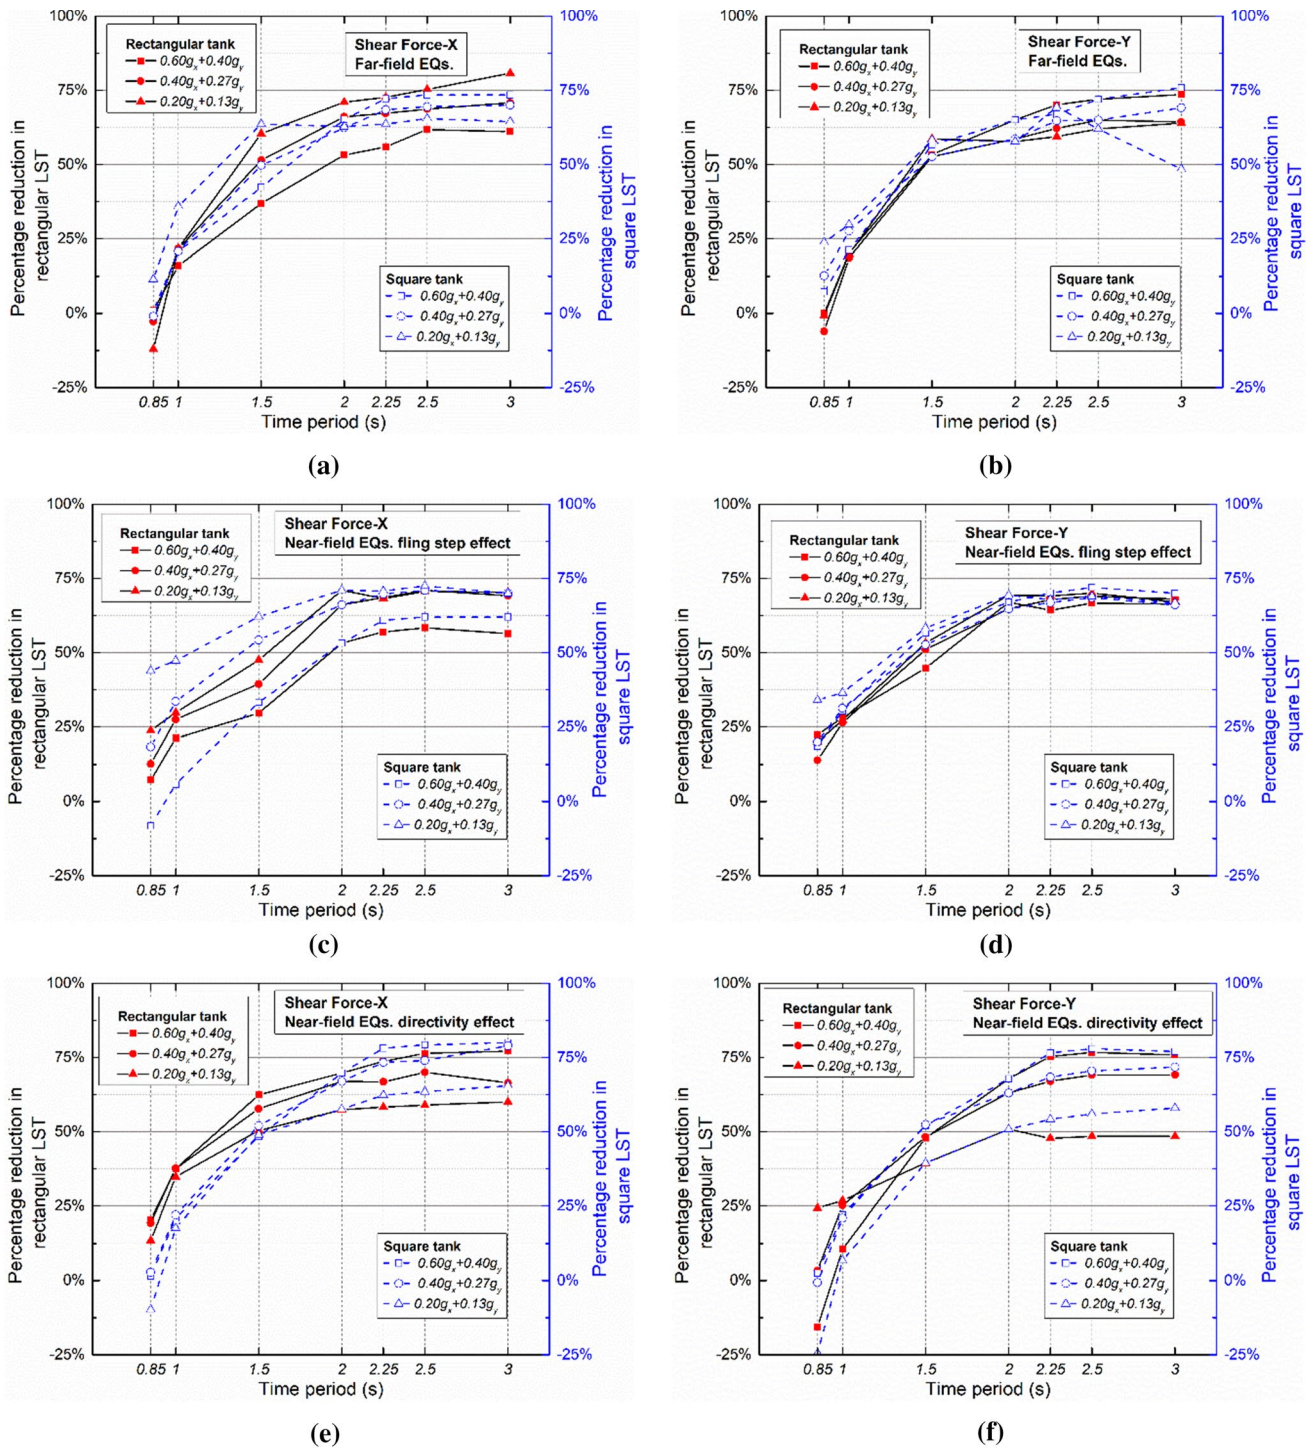 100%
75%
50%
25%
0%
-25%
Percentage reduction in
rectangular LST
Rectangular tank
0.60gx+0.40gy
0.40gx+0.27gy
0.20gx+0.13gy
Shear Force-X
Far-field EQs.
Square tank
0.60gx+0.40gy
0.40gx+0.27gy
0.20gx+0.13gy
0.85 1 1.5 2 2.25 2.5 3
Time period (s)
100%
75%
50%
25%
0%
-25%
Percentage reduction in
square LST
(a)
100%
75%
50%
25%
0%
-25%
Percentage reduction in
rectangular LST
Rectangular tank
0.60gx+0.40gy
0.40gx+0.27gy
0.20gx+0.13gy
Shear Force-Y
Far-field EQs.
Square tank
0.60gx+0.40gy
0.40gx+0.27gy
0.20gx+0.13gy
0.85 1 1.5 2 2.25 2.5 3
Time period (s)
100%
75%
50%
25%
0%
-25%
Percentage reduction in
square LST
(b)
100%
75%
50%
25%
0%
-25%
Percentage reduction in
rectangular LST
Rectangular tank
0.60gx+0.40gy
0.40gx+0.27gy
0.20gx+0.13gy
Shear Force-X
Near-field EQs. fling step effect
Square tank
0.60gx+0.40gy
0.40gx+0.27gy
0.20gx+0.13gy
0.85 1 1.5 2 2.25 2.5 3
Time period (s)
100%
75%
50%
25%
0%
-25%
Percentage reduction in
square LST
(c)
100%
75%
50%
25%
0%
-25%
Percentage reduction in
rectangular LST
Rectangular tank
0.60gx+0.40gy
0.40gx+0.27gy
0.20gx+0.13gy
Shear Force-Y
Near-field EQs. fling step effect
Square tank
0.60gx+0.40gy
0.40gx+0.27gy
0.20gx+0.13gy
0.85 1 1.5 2 2.25 2.5 3
Time period (s)
100%
75%
50%
25%
0%
-25%
Percentage reduction in
square LST
(d)
100%
75%
50%
25%
0%
-25%
Percentage reduction in
rectangular LST
Rectangular tank
0.60gx+0.40gy
0.40gx+0.27gy
0.20gx+0.13gy
Shear Force-X
Near-field EQs. directivity effect
Square tank
0.60gx+0.40gy
0.40gx+0.27gy
0.20gx+0.13gy
0.85 1 1.5 2 2.25 2.5 3
Time period (s)
100%
75%
50%
25%
0%
-25%
Percentage reduction in
square LST
(e)
100%
75%
50%
25%
0%
-25%
Percentage reduction in
rectangular LST
Rectangular tank
0.60gx+0.40gy
0.40gx+0.27gy
0.20gx+0.13gy
Shear Force-Y
Near-field EQs. directivity effect
Square tank
0.60gx+0.40gy
0.40gx+0.27gy
0.20gx+0.13gy
0.85 1 1.5 2 2.25 2.5 3
Time period (s)
100%
75%
50%
25%
0%
-25%
Percentage reduction in
square LST
(f)